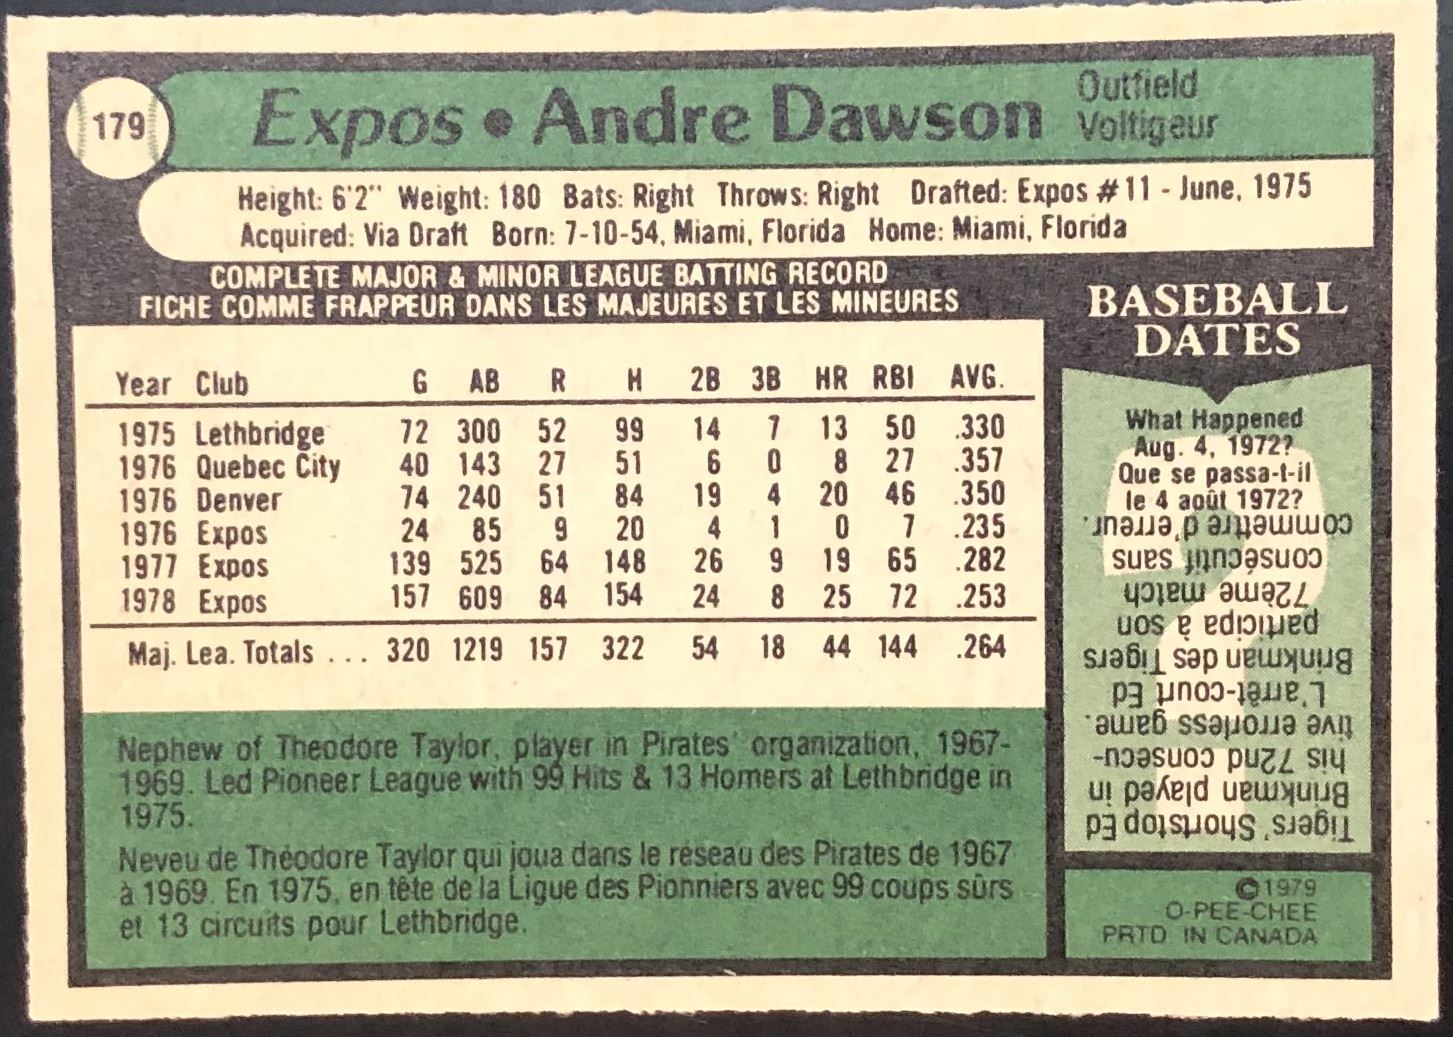 179
Expos • Andre Dawson
Outfield
Voltigeur
Height: 6'2" Weight: 180 Bats: Right Throws: Right Drafted: Expos #11 - June, 1975
Acquired: Via Draft Born: 7-10-54, Miami, Florida Home: Miami, Florida
COMPLETE MAJOR & MINOR LEAGUE BATTING RECORD
FICHE COMME FRAPPEUR DANS LES MAJEURES ET LES MINEURES
Year Club G AB R H 2B 3B HR RBI AVG.
1975 Lethbridge 72 300 52 99 14 7 13 50 .330
1976 Quebec City 40 143 27 51 6 0 8 27 .357
1976 Denver 74 240 51 84 19 4 20 46 .350
1976 Expos 24 85 9 20 4 1 0 7 .235
1977 Expos 139 525 64 148 26 9 19 65 .282
1978 Expos 157 609 84 154 24 8 25 72 .253
Maj. Lea. Totals ... 320 1219 157 322 54 18 44 144 .264
Nephew of Theodore Taylor, player in Pirates' organization, 1967-
1969. Led Pioneer League with 99 Hits & 13 Homers at Lethbridge in
1975.
Neveu de Théodore Taylor qui joua dans le réseau des Pirates de 1967
à 1969. En 1975, en tête de la Ligue des Pionniers avec 99 coups sûrs
et 13 circuits pour Lethbridge.
BASEBALL
DATES
What Happened
Aug. 4, 1972?
Que se passa-t-il
le 4 août 1972?
Tigers' Shortstop Ed
Brinkman played in
his 72nd consecu-
tive errorless game.
L'arrêt-court Ed
Brinkman des Tigers
participa à son
72ème match
consécutif sans
commettre d'erreur.
©1979
O-PEE-CHEE
PRTD IN CANADA